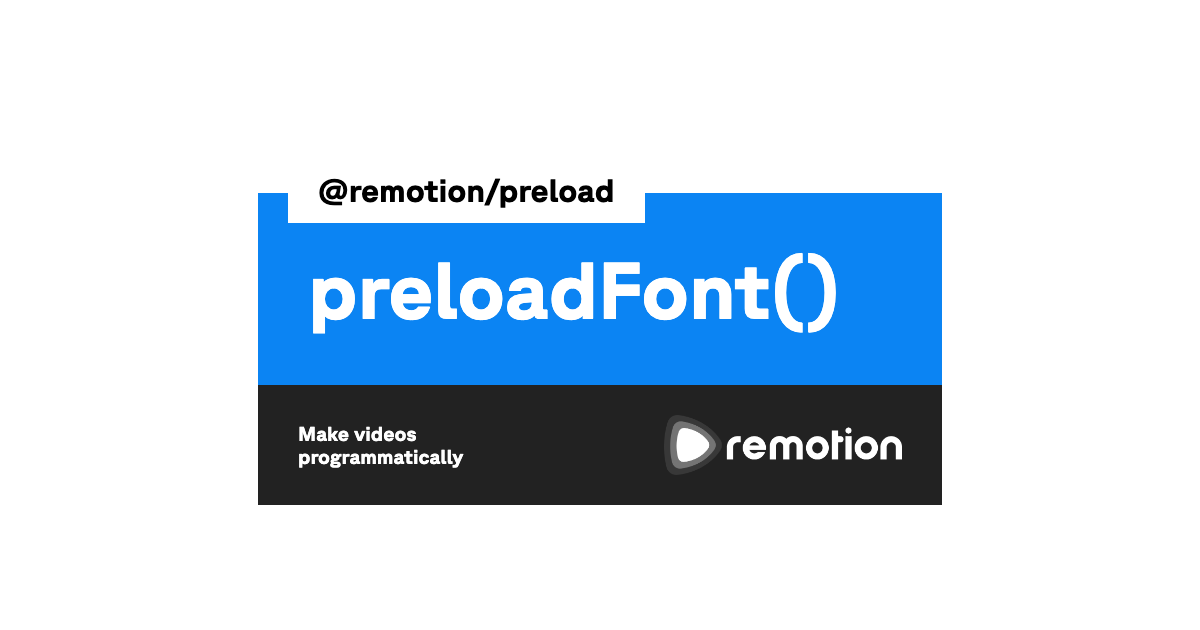 @remotion/preload
preloadFont()
Make videos
programmatically
remotion